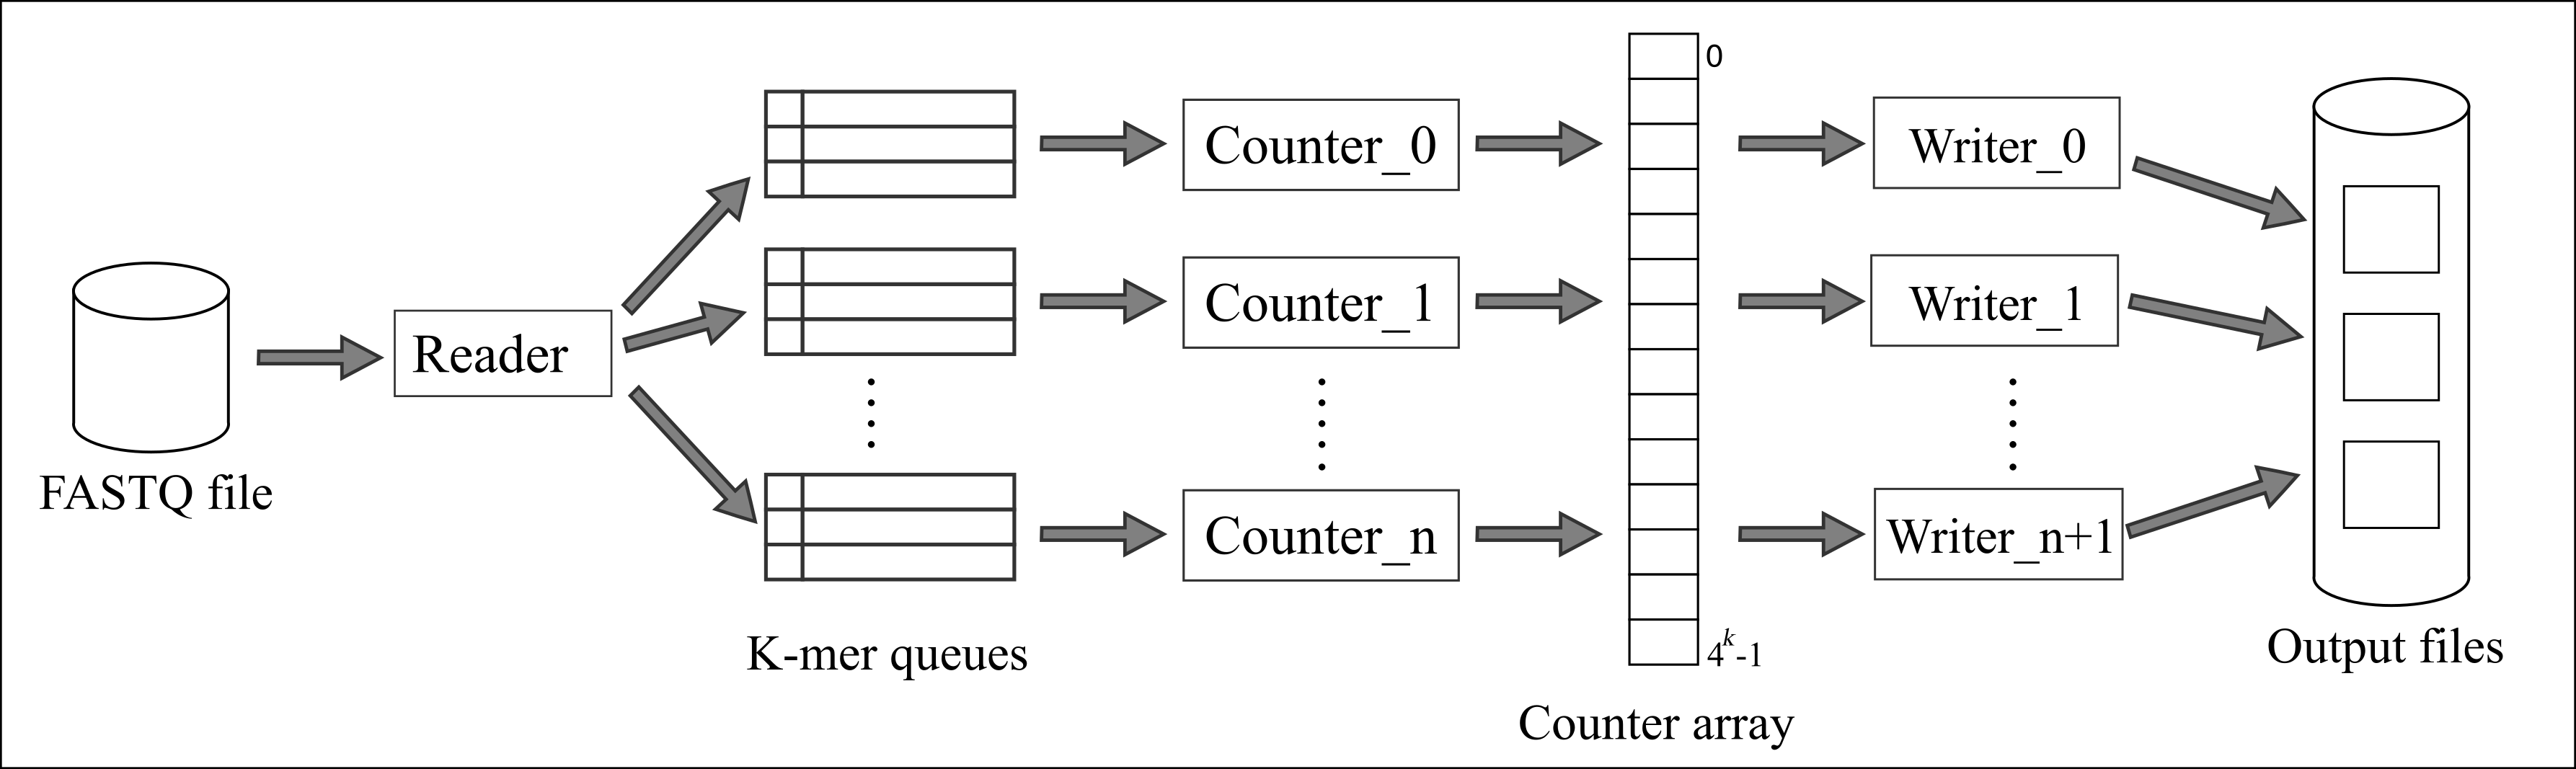 FASTQ file
Reader
K-mer queues
Counter_0
Counter_1
Counter_n
0
4^k-1
Counter array
Writer_0
Writer_1
Writer_n+1
Output files